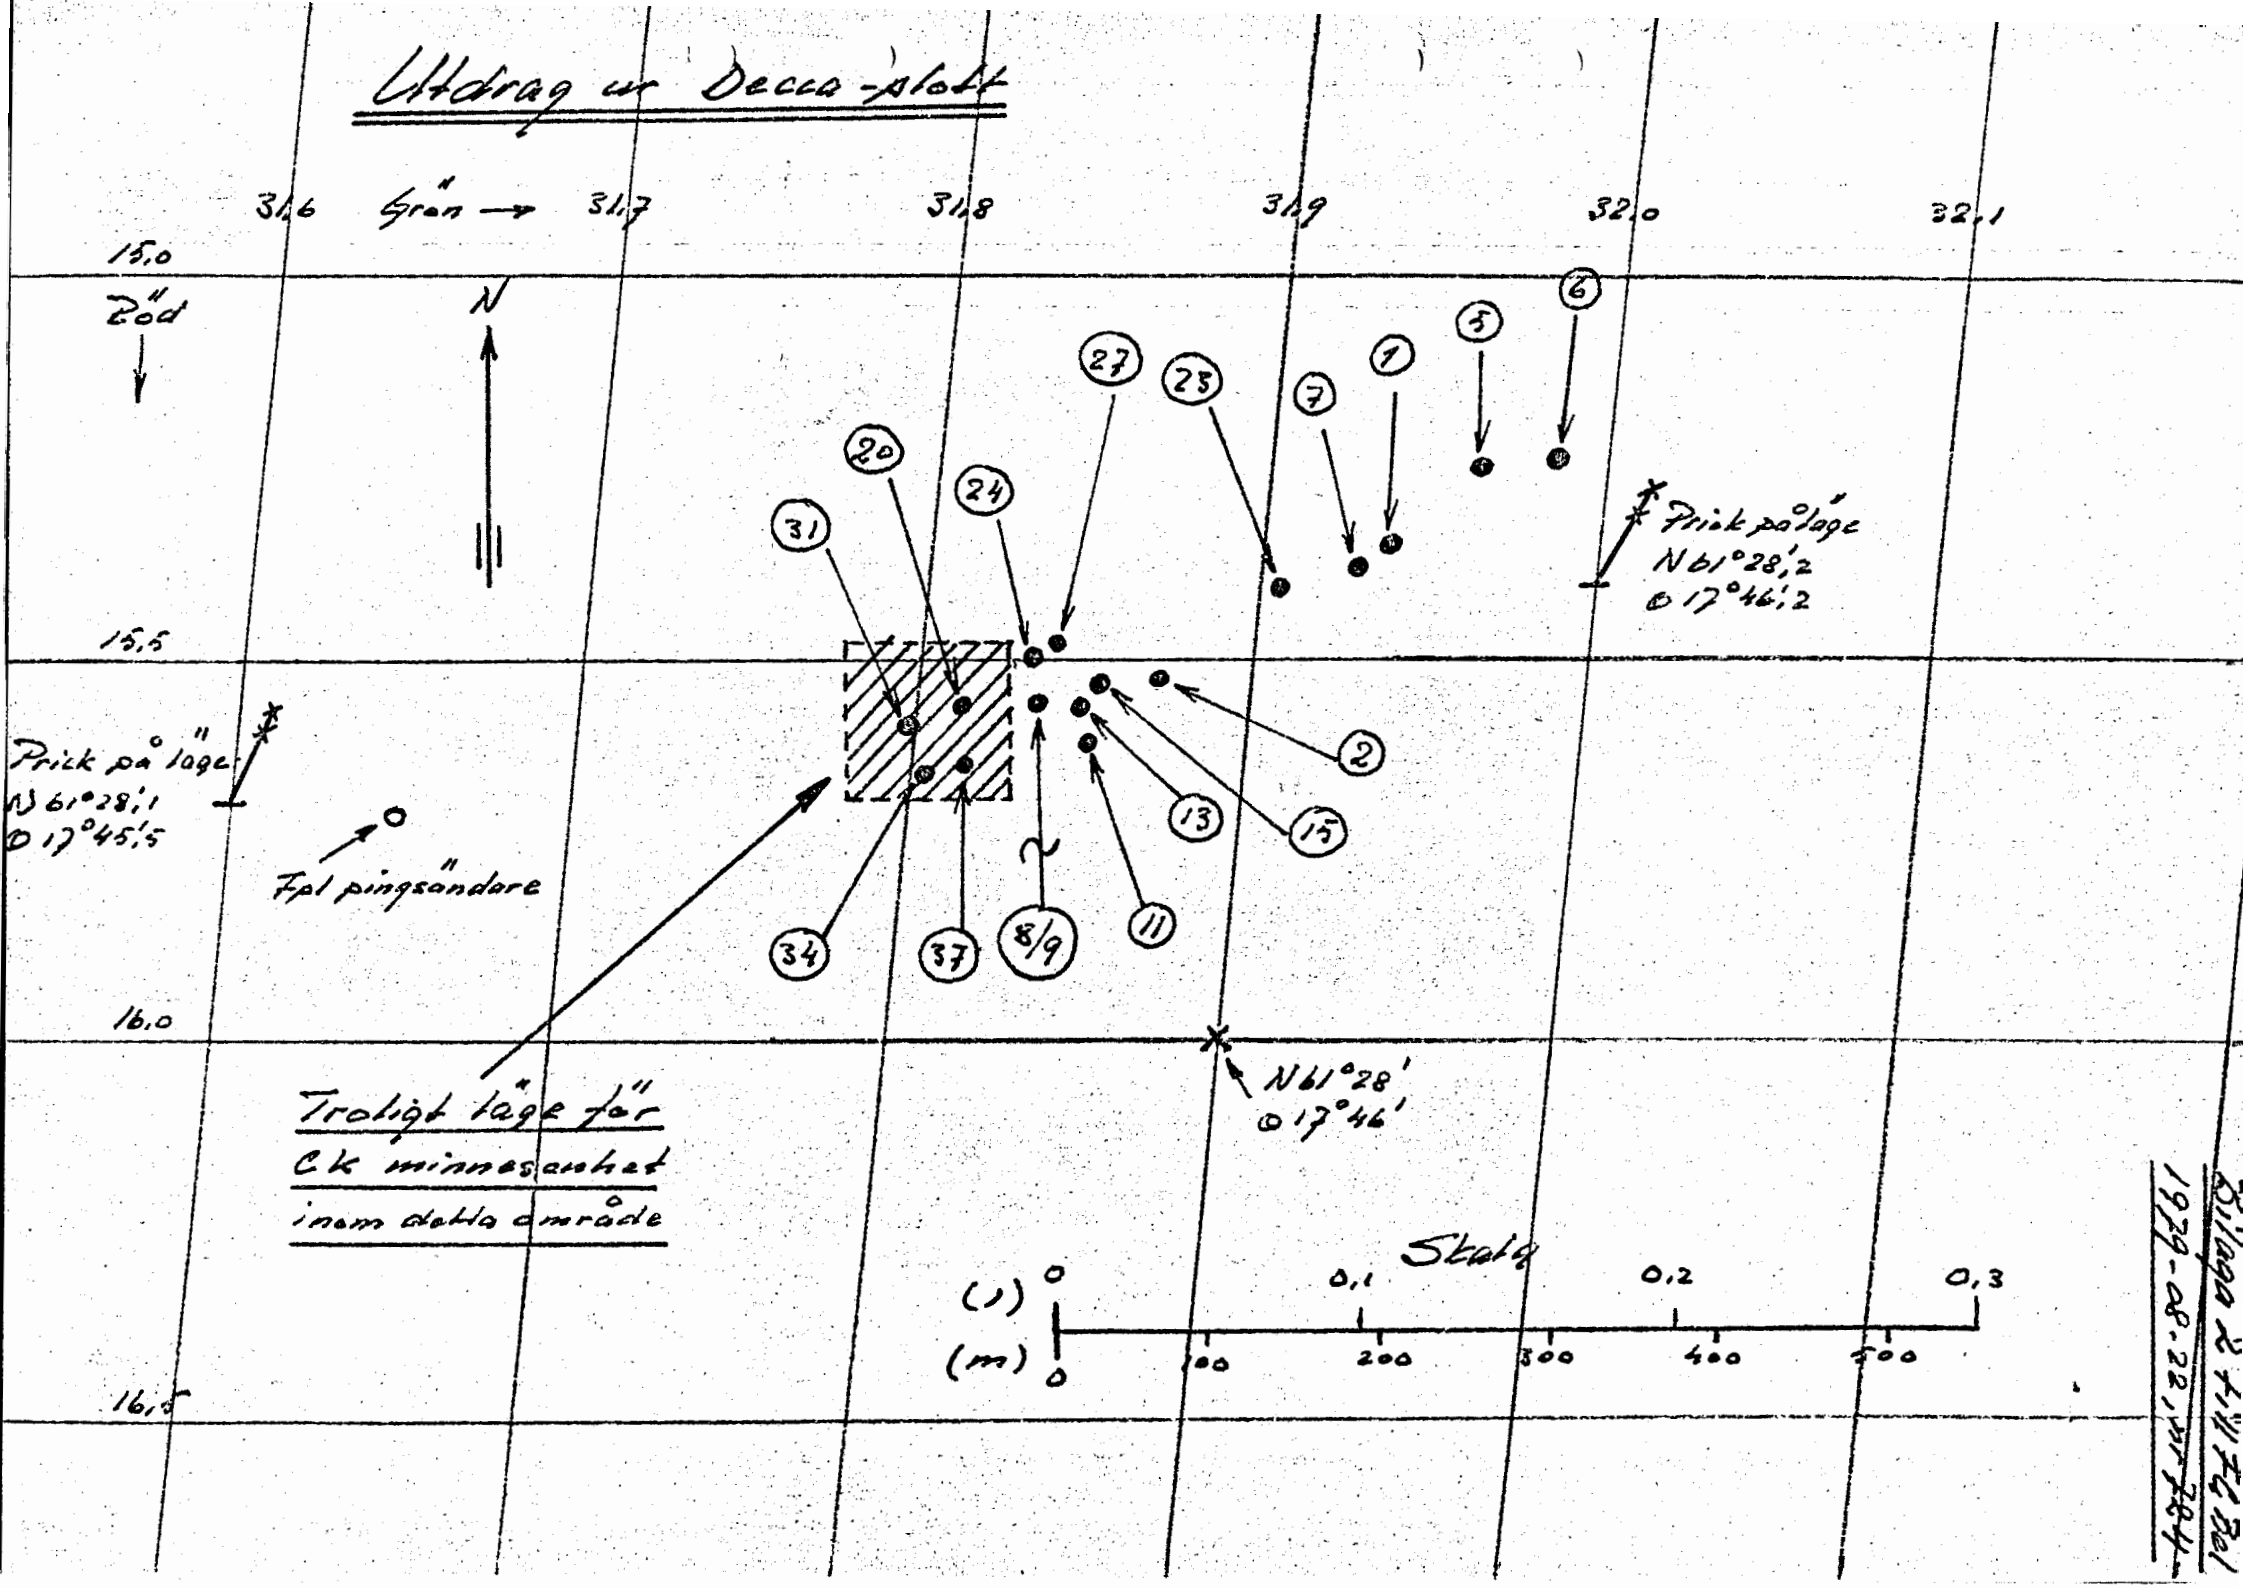 Utdrag ur Decca-plott
31,6 Grön → 31,7 31,8 31,9 32,0 32,1
15,0
Röd
N
6
5
1
27
23
7
20
24
31
Prick på läge
N 61°28,'2
O 17°46,'2
15,5
Prick på läge
N 61°28,'1
O 17°45,'5
2
13
15
Fpl pingsändare
34
37
8/9
11
16,0
N 61°28'
O 17°46'
Troligt läge för
CK minnesenhet
inom detta område
Skala
(') 0 0,1 0,2 0,3
(m) 0 100 200 300 400 500
16,5
Bilaga 2 till
1979-08-22, nr